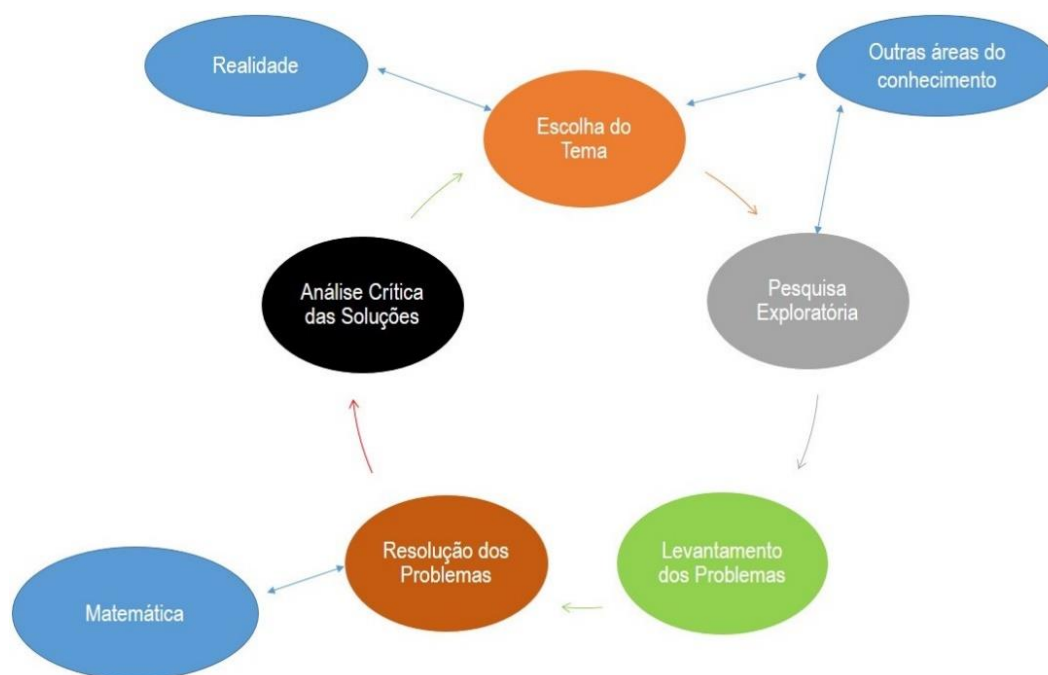 Realidade
Outras áreas do
conhecimento
Escolha do
Tema
Análise Crítica
das Soluções
Pesquisa
Exploratória
Resolução dos
Problemas
Levantamento
dos Problemas
Matemática